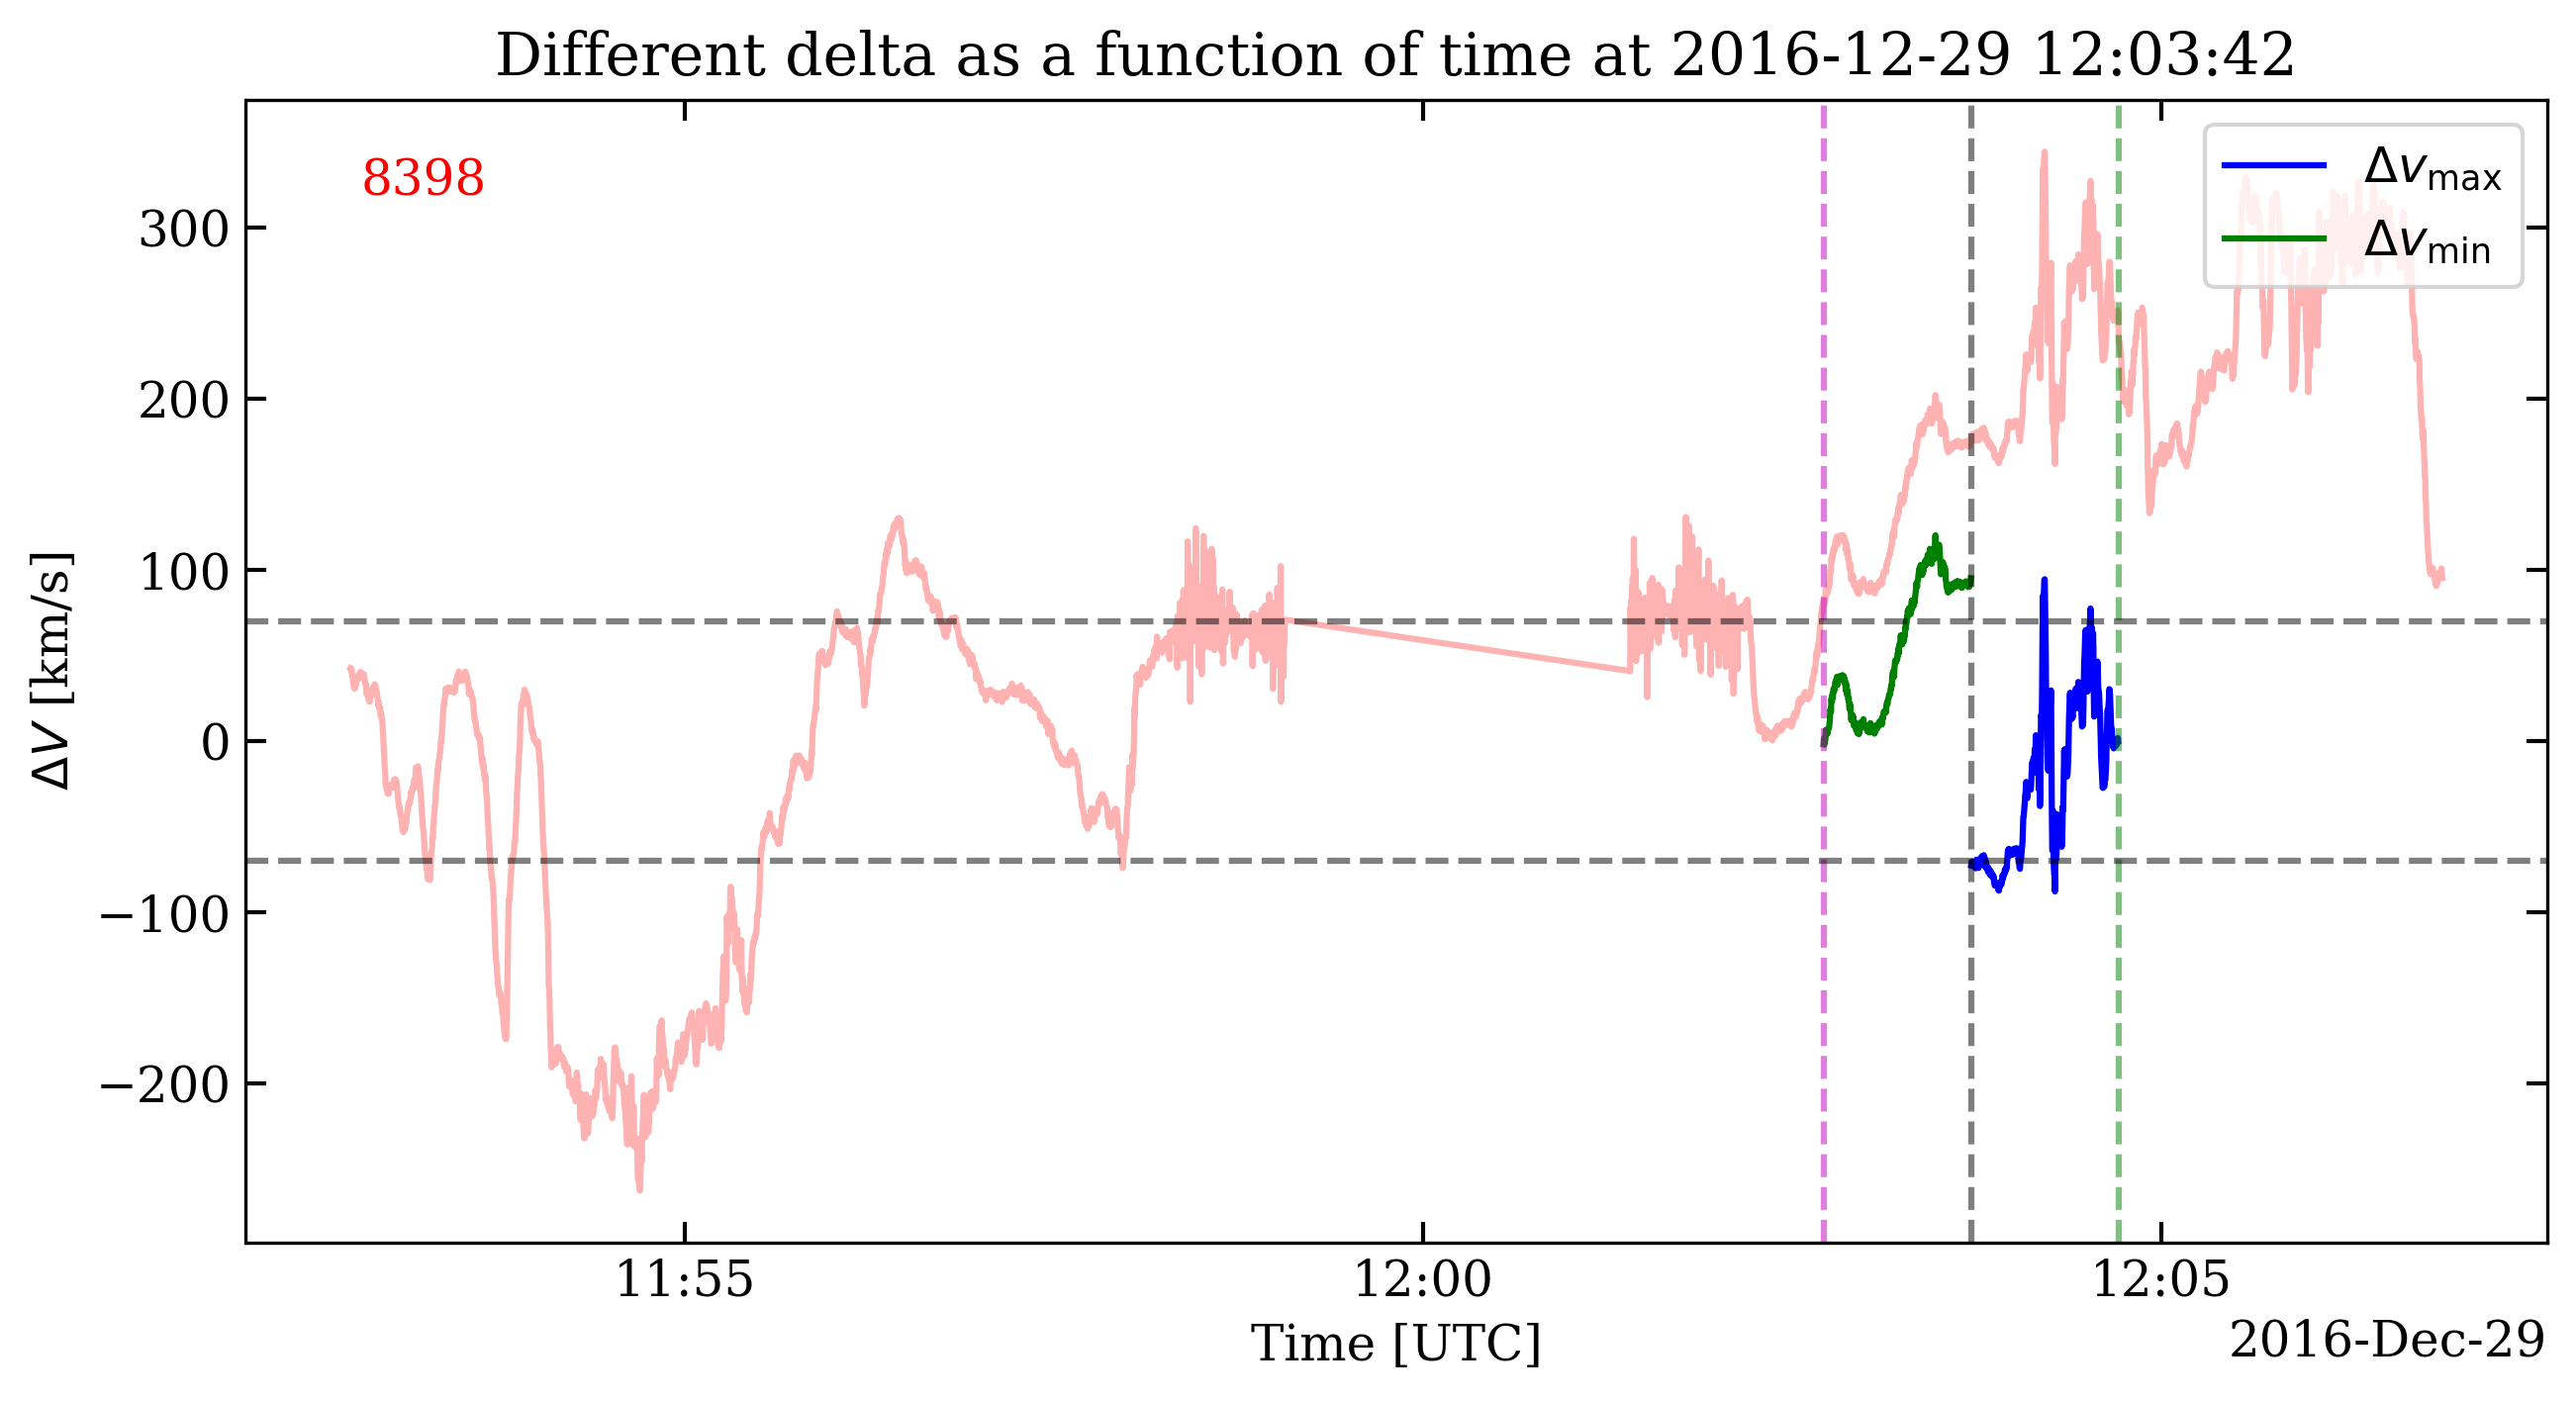 Different delta as a function of time at 2016-12-29 12:03:42
8398
Δv_max
Δv_min
300
200
100
0
−100
−200
ΔV [km/s]
11:55 12:00 12:05
Time [UTC]
2016-Dec-29